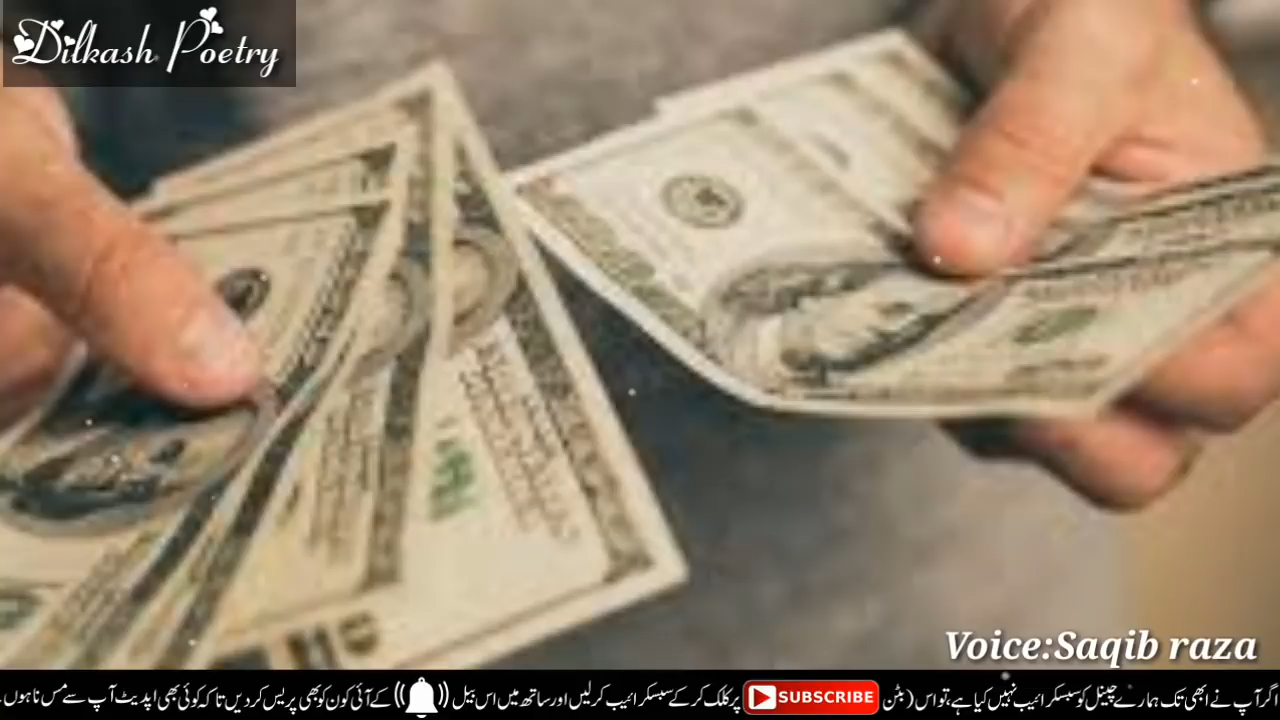 Dilkash Poetry
Voice:Saqib raza
اگر آپ نے ابھی تک ہمارے چینل کو سبسکرائیب نہیں کیا ہے، تو اس (بٹن SUBSCRIBE پر کلک کر کے سبسکرائیب کر لیں اور ساتھ میں اس بیل (( )) کے آئی کون کو بھی پریس کر دیں تا کہ کوئی بھی اپڈیٹ آپ سے مس نا ہوں۔